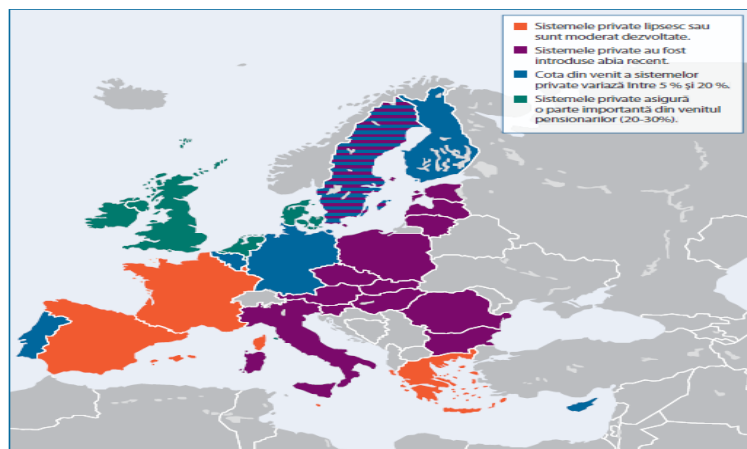 Sistemele private lipsesc sau
sunt moderat dezvoltate.
Sistemele private au fost
introduse abia recent.
Cota din venit a sistemelor
private variază între 5 % și 20 %.
Sistemele private asigură
o parte importantă din venitul
pensionarilor (20-30%).